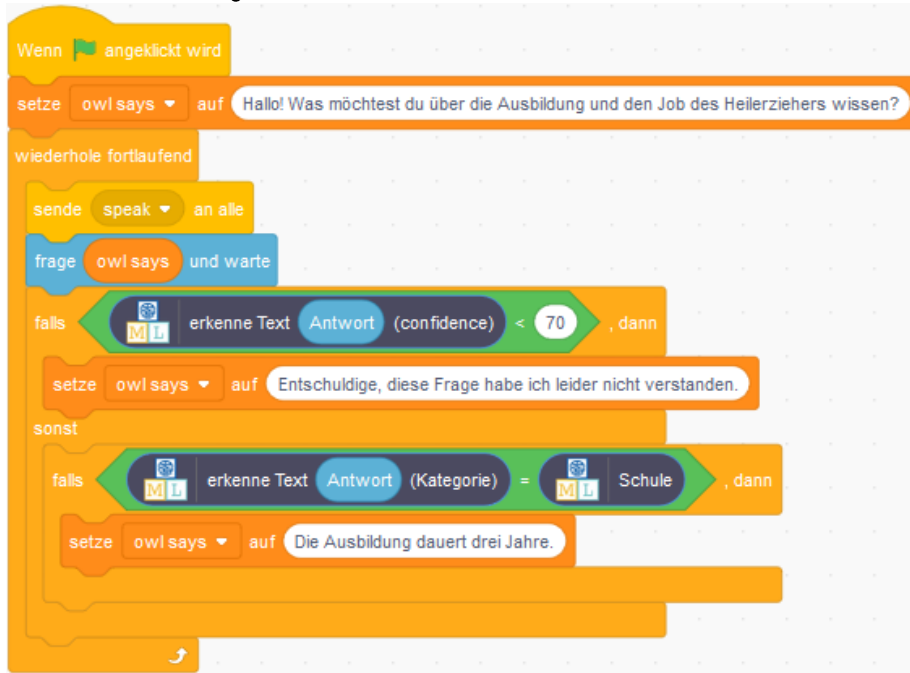 Wenn angeklickt wird
setze owl says auf Hallo! Was möchtest du über die Ausbildung und den Job des Heilerziehers wissen?
wiederhole fortlaufend
sende speak an alle
frage owl says und warte
falls ML erkenne Text Antwort (confidence) < 70 , dann
setze owl says auf Entschuldige, diese Frage habe ich leider nicht verstanden.
sonst
falls ML erkenne Text Antwort (Kategorie) = ML Schule , dann
setze owl says auf Die Ausbildung dauert drei Jahre.